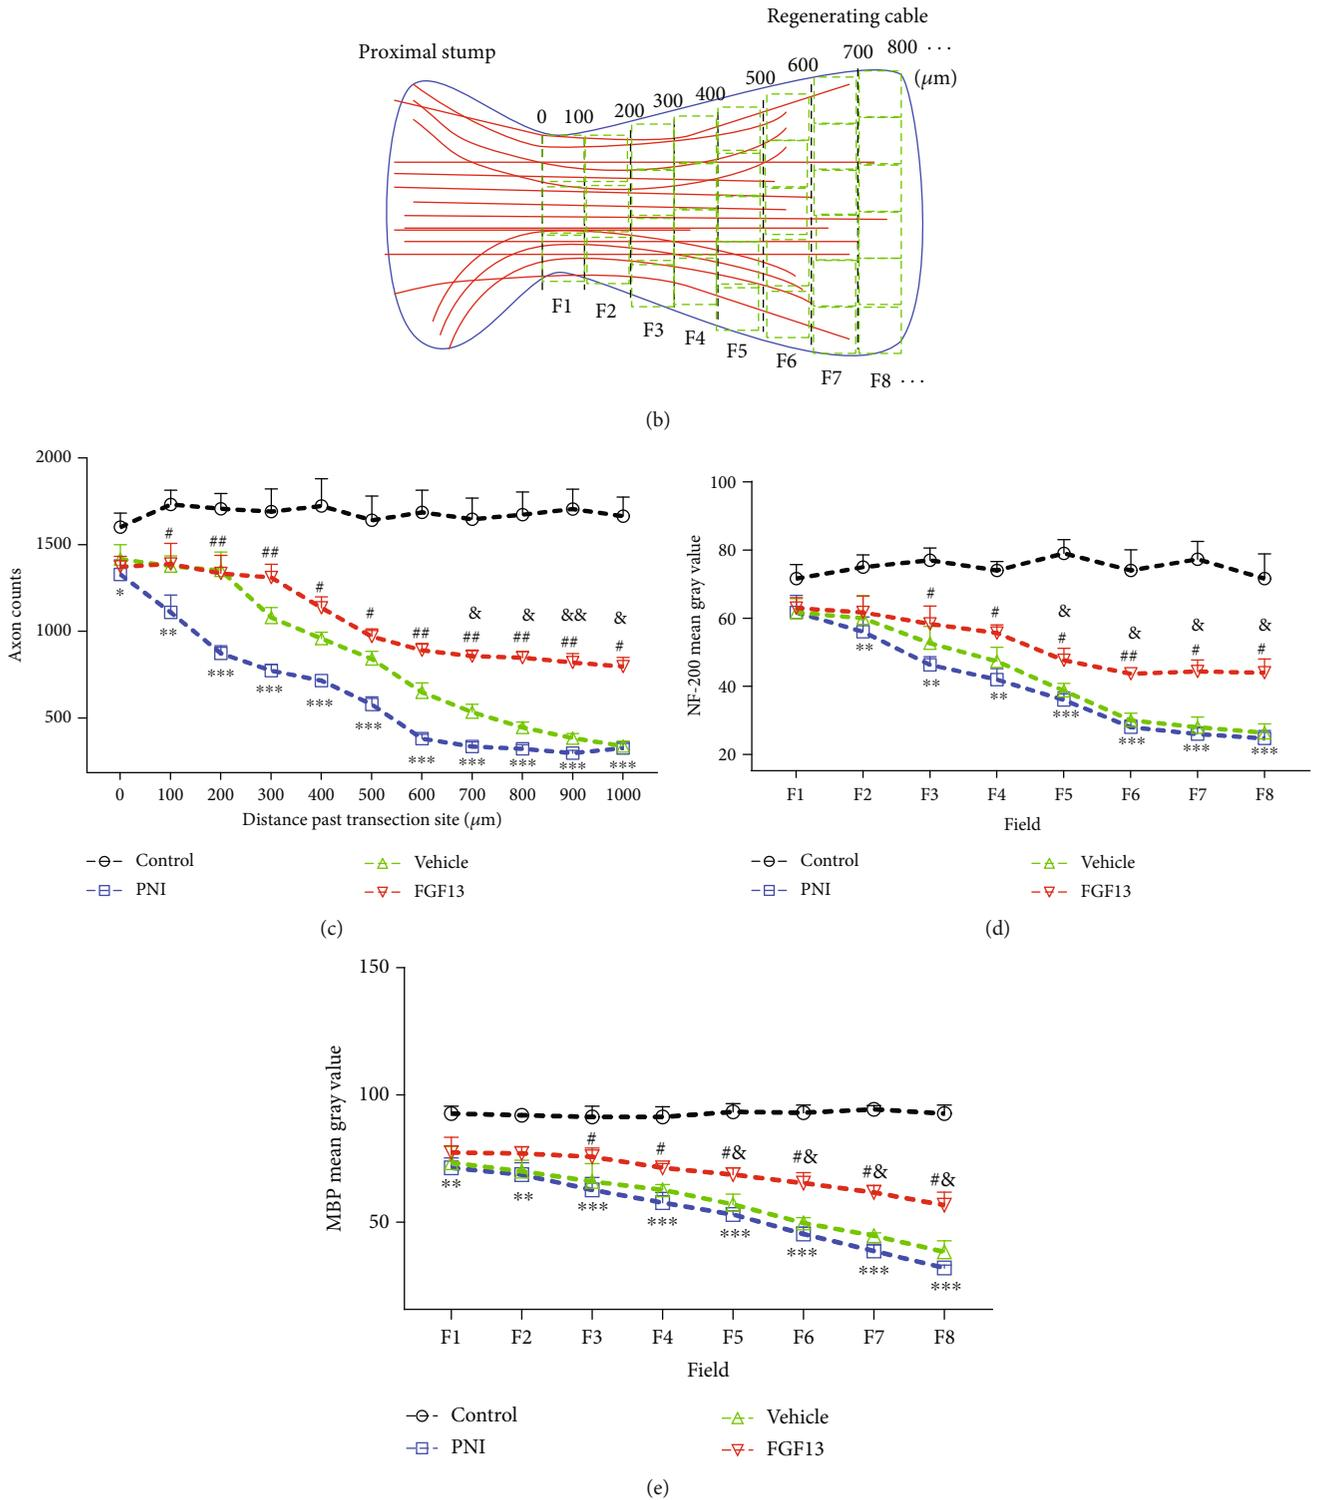 Regenerating cable
Proximal stump
0 100 200 300 400 500 600 700 800 ···
(μm)
F1 F2 F3 F4 F5 F6 F7 F8 ···
(b)
Axon counts
2000
1500
1000
500
# ## ## # # ## & ## & ## && ## & #
* ** *** *** *** *** *** *** *** *** ***
0 100 200 300 400 500 600 700 800 900 1000
Distance past transection site (μm)
Control Vehicle
PNI FGF13
(c)
NF-200 mean gray value
100
80
60
40
20
# # & # & ## & # & #
** ** ** *** *** *** ***
F1 F2 F3 F4 F5 F6 F7 F8
Field
Control Vehicle
PNI FGF13
(d)
MBP mean gray value
150
100
50
# # #& #& #& #&
** ** *** *** *** *** *** ***
F1 F2 F3 F4 F5 F6 F7 F8
Field
Control Vehicle
PNI FGF13
(e)